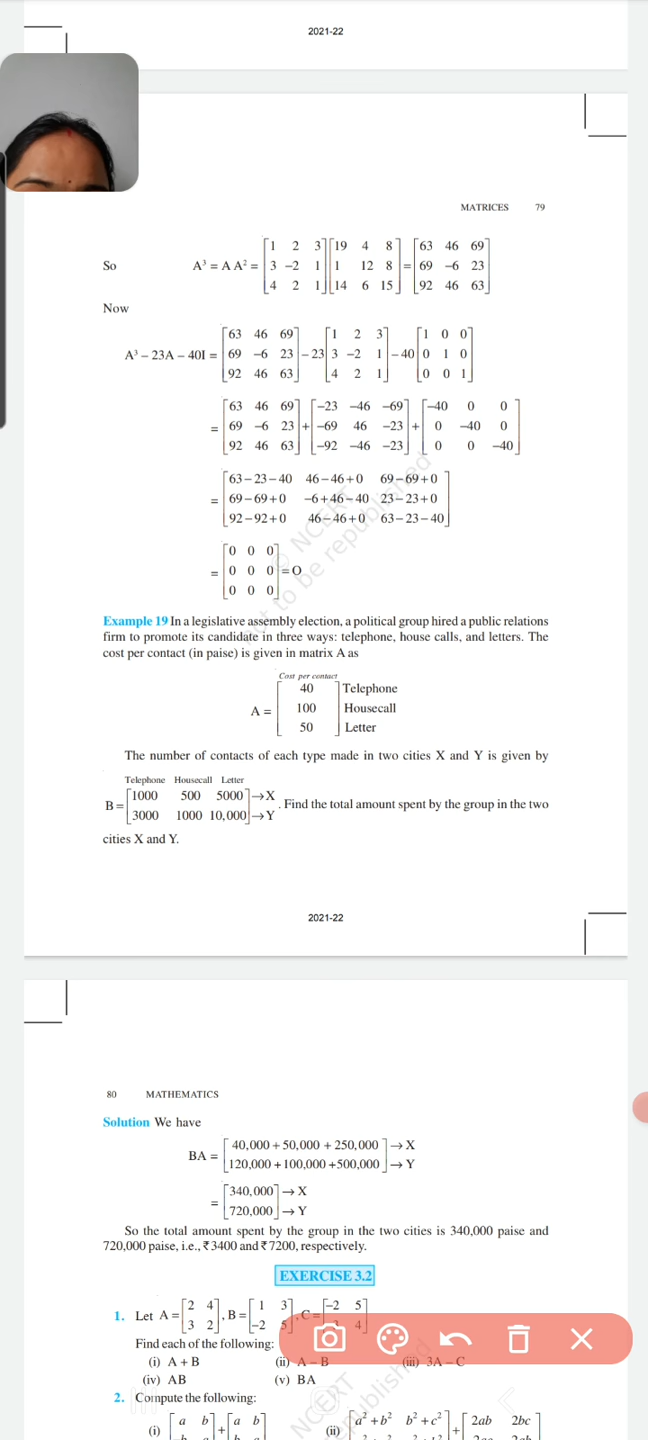 2021-22
MATRICES 79
So A³ = A A² = [1 2 3; 3 –2 1; 4 2 1] [19 4 8; 1 12 8; 14 6 15] = [63 46 69; 69 –6 23; 92 46 63]
Now
A³ – 23A – 40I = [63 46 69; 69 –6 23; 92 46 63] – 23 [1 2 3; 3 –2 1; 4 2 1] – 40 [1 0 0; 0 1 0; 0 0 1]
= [63 46 69; 69 –6 23; 92 46 63] + [–23 –46 –69; –69 46 –23; –92 –46 –23] + [–40 0 0; 0 –40 0; 0 0 –40]
= [63–23–40 46–46+0 69–69+0; 69–69+0 –6+46–40 23–23+0; 92–92+0 46–46+0 63–23–40]
= [0 0 0; 0 0 0; 0 0 0] = O
Example 19 In a legislative assembly election, a political group hired a public relations
firm to promote its candidate in three ways: telephone, house calls, and letters. The
cost per contact (in paise) is given in matrix A as
Cost per contact
A = [40; 100; 50] Telephone Housecall Letter
The number of contacts of each type made in two cities X and Y is given by
Telephone Housecall Letter
B = [1000 500 5000; 3000 1000 10,000] →X →Y . Find the total amount spent by the group in the two
cities X and Y.
2021-22
80 MATHEMATICS
Solution We have
BA = [40,000 + 50,000 + 250,000; 120,000 +100,000 +500,000] → X → Y
= [340,000; 720,000] → X → Y
So the total amount spent by the group in the two cities is 340,000 paise and
720,000 paise, i.e., ₹ 3400 and ₹ 7200, respectively.
EXERCISE 3.2
1. Let A = [2 4; 3 2], B = [1 3; –2 5], C = [–2 5; 4]
Find each of the following:
(i) A + B (ii) A – B (iii) 3A – C
(iv) AB (v) BA
2. Compute the following:
(i) [a b] + [a b] (ii) [a² + b² b² + c²] + [2ab 2bc]
© NCERT
not to be republished